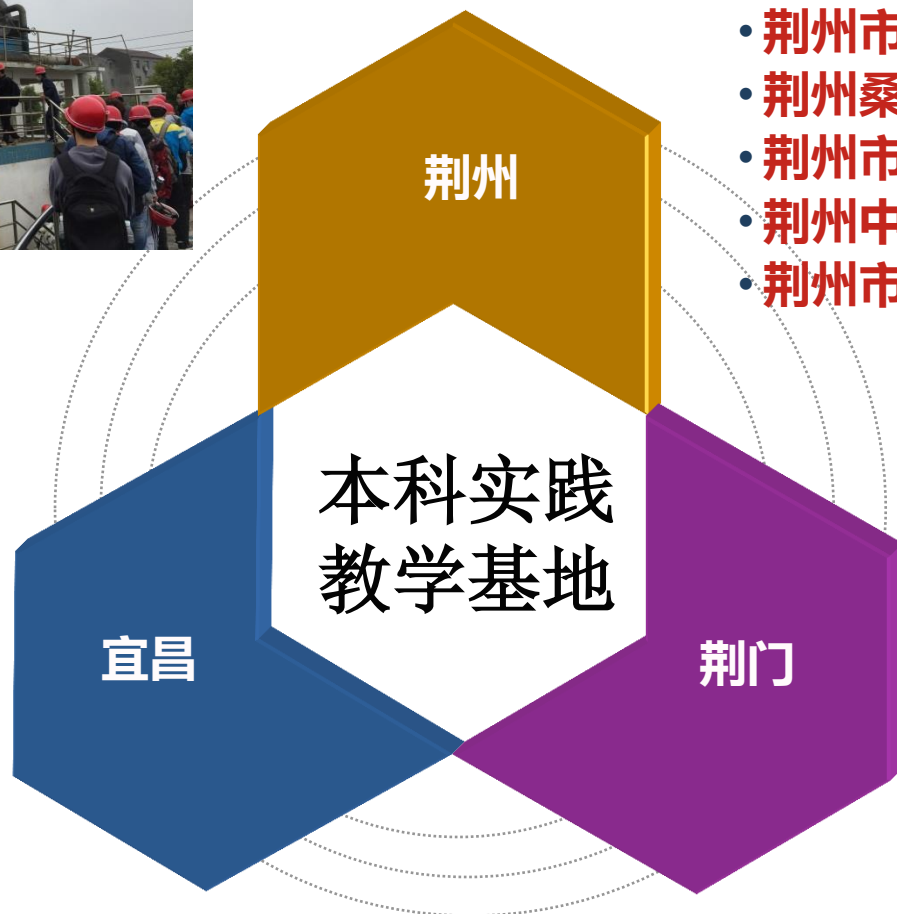 荆州
• 荆州市
• 荆州桑
• 荆州市
• 荆州中
• 荆州市
本科实践
教学基地
宜昌
荆门